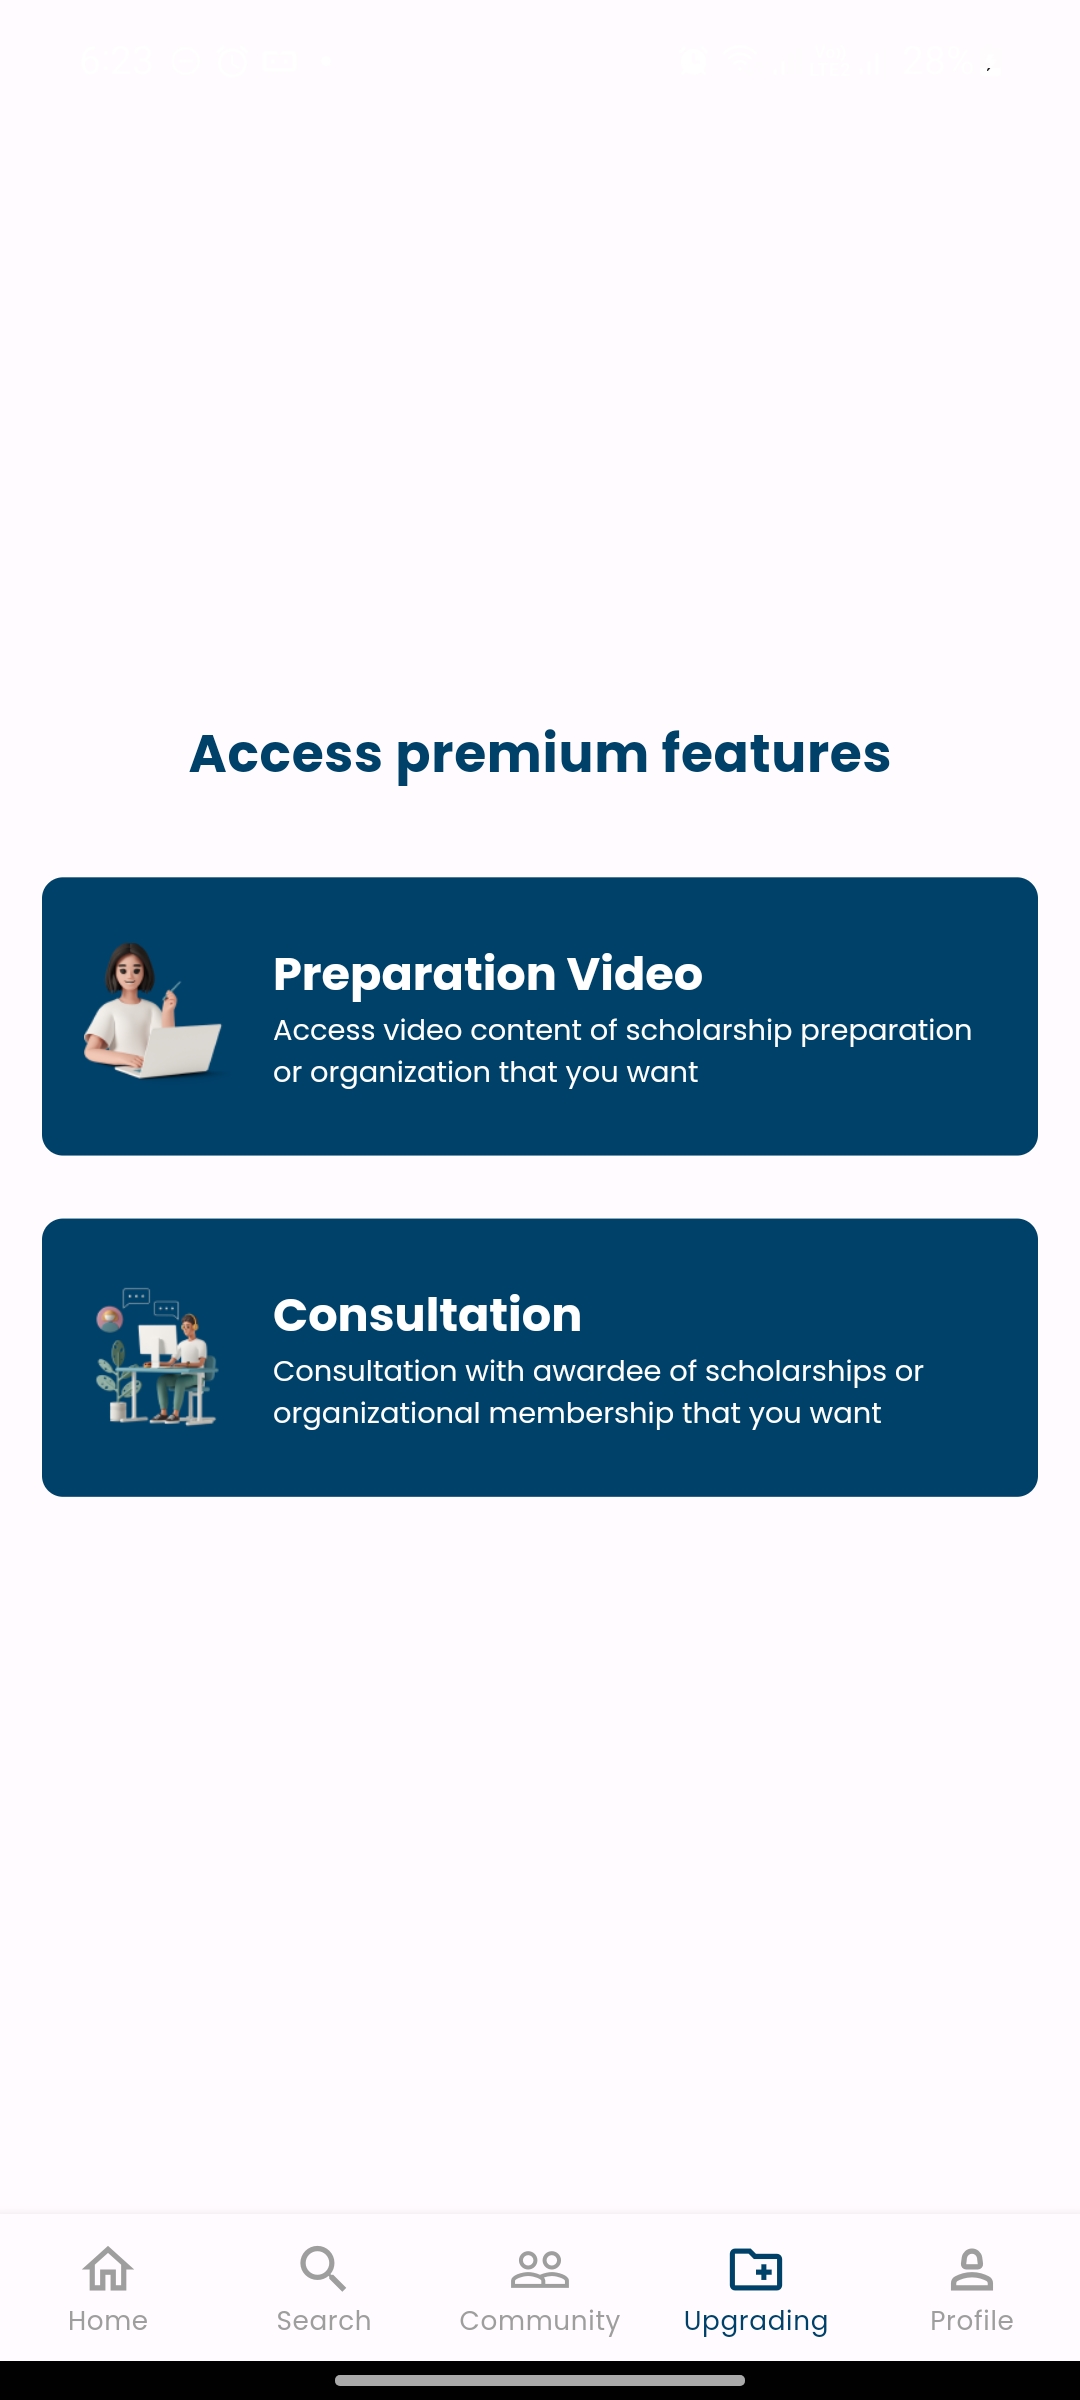 Access premium features
Preparation Video
Access video content of scholarship preparation
or organization that you want
Consultation
Consultation with awardee of scholarships or
organizational membership that you want
Home
Search
Community
Upgrading
Profile